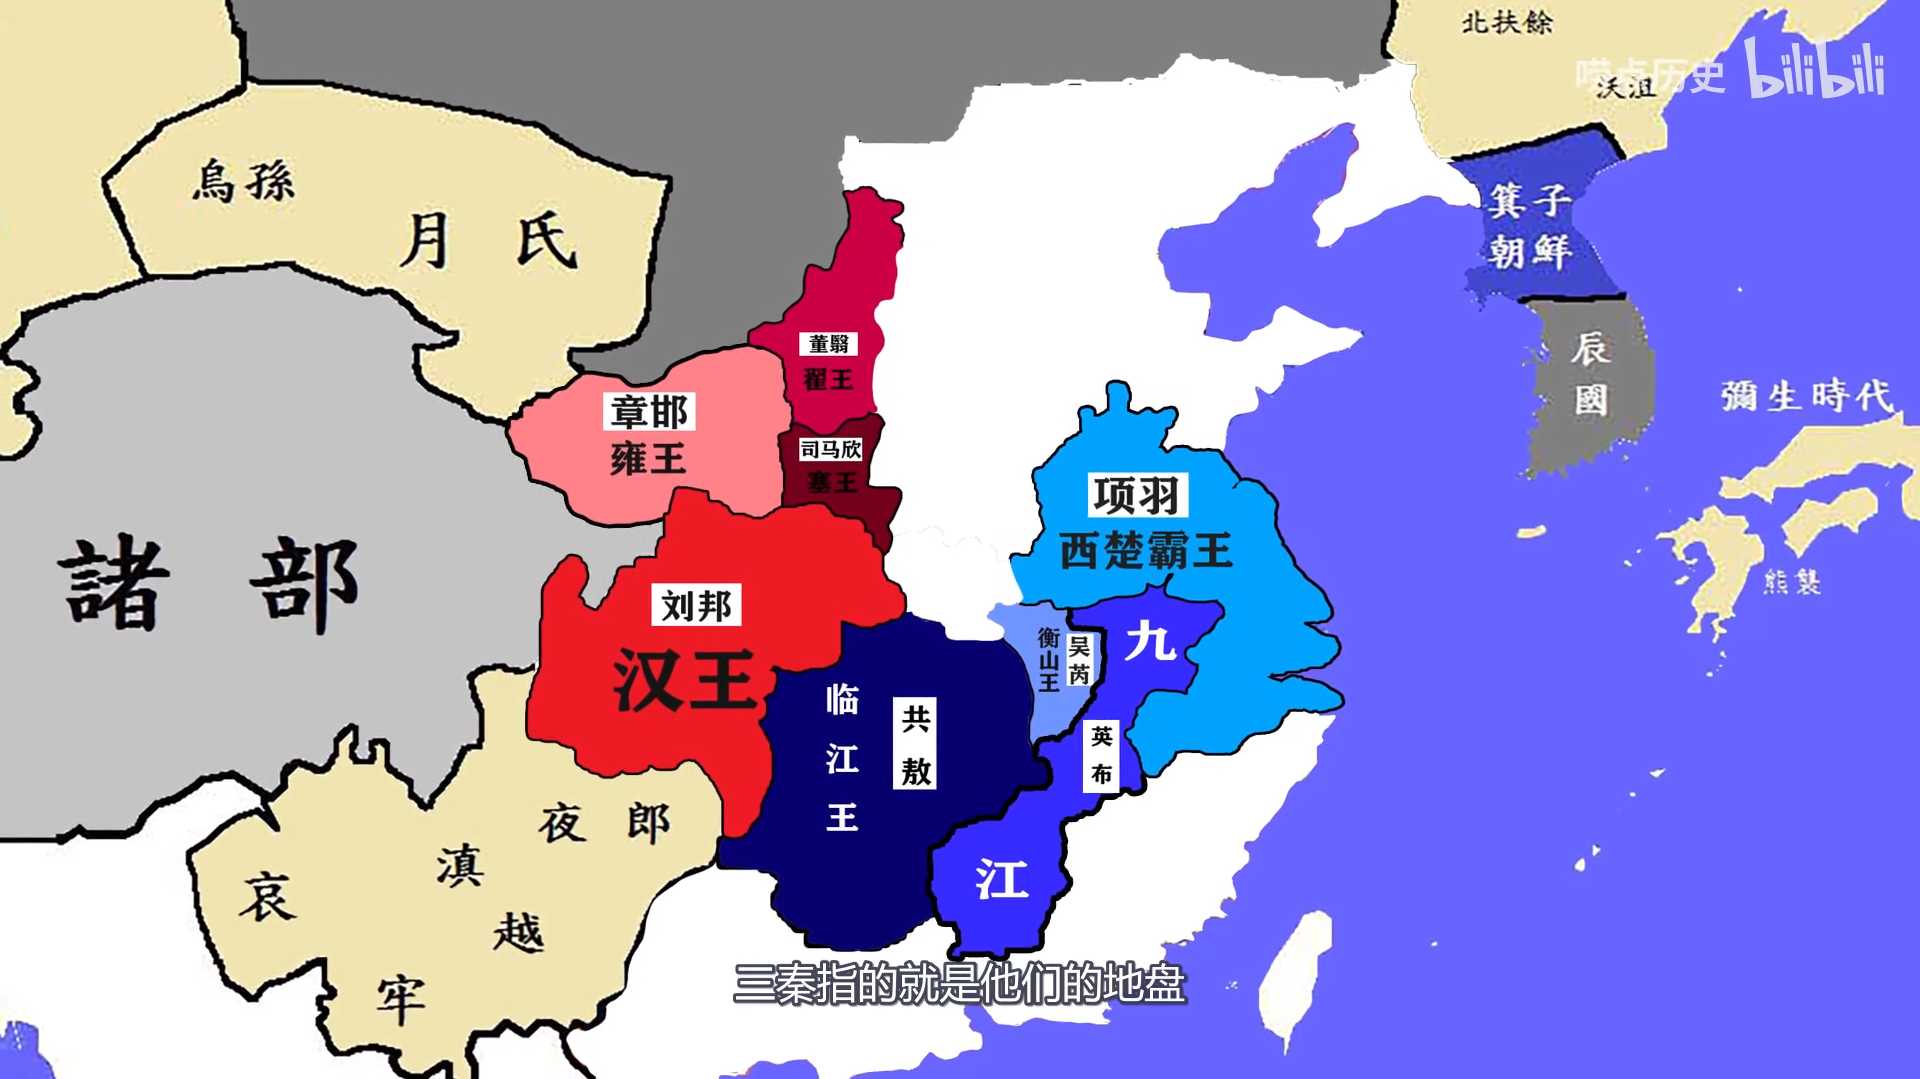 北扶餘
沃沮
喵点历史 bilibili
烏孫
月氏
箕子
朝鮮
辰
國
彌生時代
熊襲
董翳
翟王
章邯
雍王
司马欣
塞王
项羽
西楚霸王
諸部
刘邦
汉王
衡山王
吴芮
九
江
英布
临江王
共敖
夜郎
滇
越
哀
牢
三秦指的就是他们的地盘